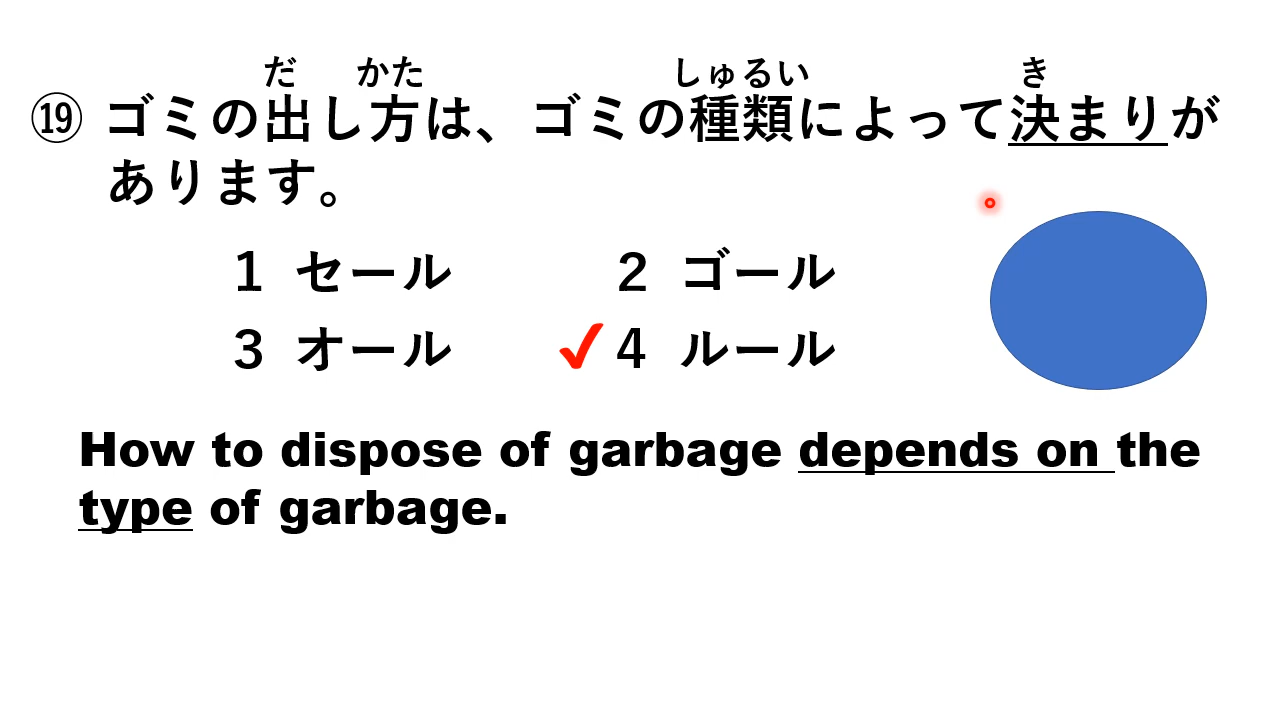 だ かた しゅるい き
⑲ ゴミの出し方は、ゴミの種類によって決まりが
あります。
1 セール 2 ゴール
3 オール ✓4 ルール
How to dispose of garbage depends on the
type of garbage.